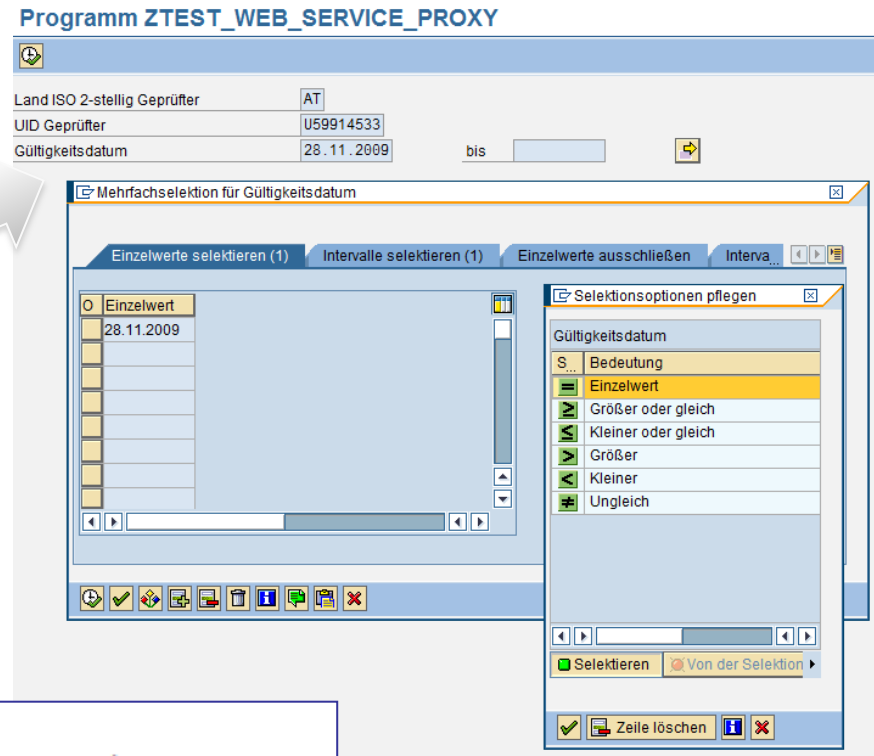 Programm ZTEST_WEB_SERVICE_PROXY
Land ISO 2-stellig Geprüfter AT
UID Geprüfter U59914533
Gültigkeitsdatum 28.11.2009 bis
Mehrfachselektion für Gültigkeitsdatum
Einzelwerte selektieren (1) Intervalle selektieren (1) Einzelwerte ausschließen Interva...
O Einzelwert
28.11.2009
Selektionsoptionen pflegen
Gültigkeitsdatum
S... Bedeutung
= Einzelwert
≥ Größer oder gleich
≤ Kleiner oder gleich
> Größer
< Kleiner
≠ Ungleich
Selektieren Von der Selektion
Zeile löschen